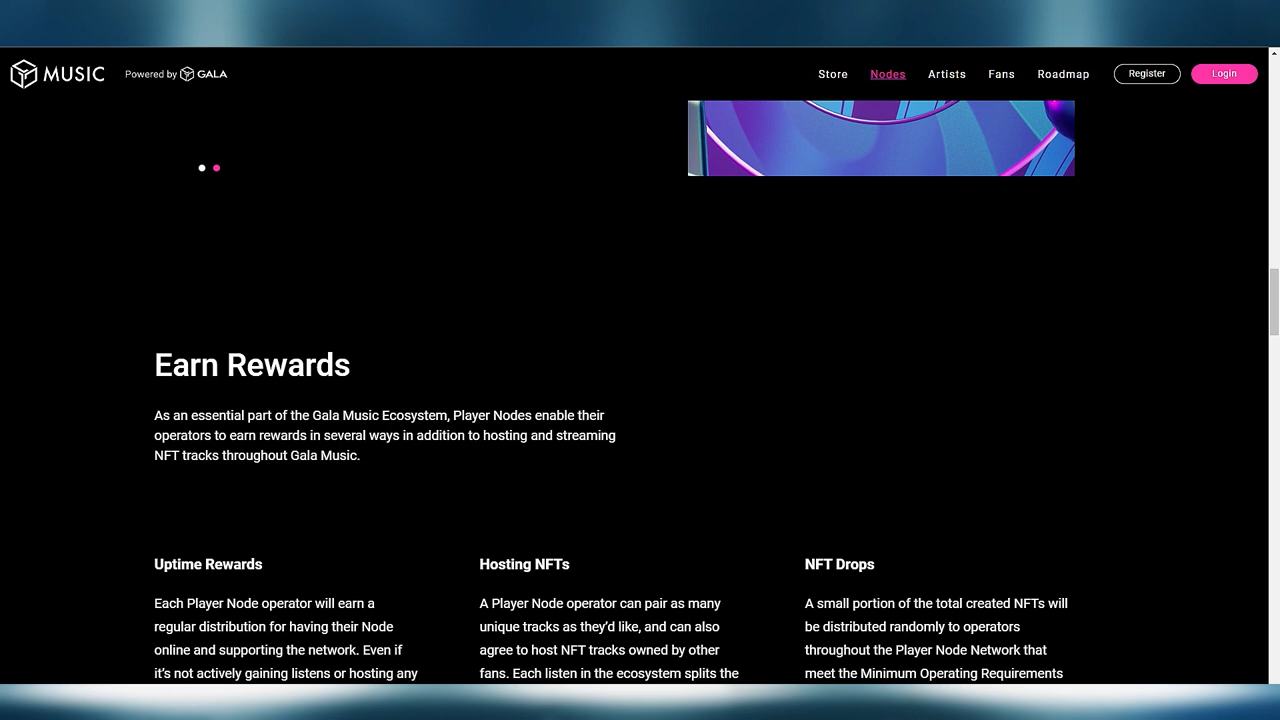 MUSIC Powered by GALA Store Nodes Artists Fans Roadmap Register Login
Earn Rewards
As an essential part of the Gala Music Ecosystem, Player Nodes enable their
operators to earn rewards in several ways in addition to hosting and streaming
NFT tracks throughout Gala Music.
Uptime Rewards
Each Player Node operator will earn a
regular distribution for having their Node
online and supporting the network. Even if
it’s not actively gaining listens or hosting any
Hosting NFTs
A Player Node operator can pair as many
unique tracks as they’d like, and can also
agree to host NFT tracks owned by other
fans. Each listen in the ecosystem splits the
NFT Drops
A small portion of the total created NFTs will
be distributed randomly to operators
throughout the Player Node Network that
meet the Minimum Operating Requirements